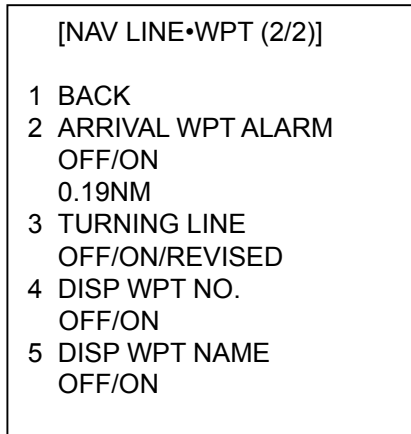 [NAV LINE•WPT (2/2)]
1 BACK
2 ARRIVAL WPT ALARM
OFF/ON
0.19NM
3 TURNING LINE
OFF/ON/REVISED
4 DISP WPT NO.
OFF/ON
5 DISP WPT NAME
OFF/ON